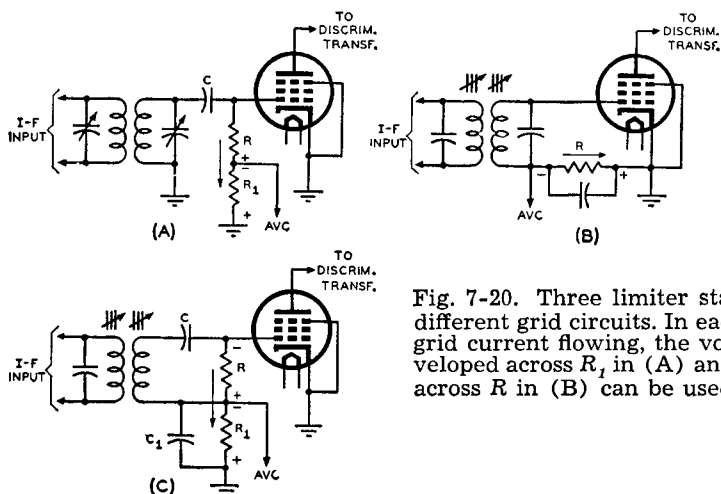 TO
DISCRIM.
TRANSF.
C
I-F
INPUT
R
+
−
R₁
+
AVC
(A)
TO
DISCRIM.
TRANSF.
I-F
INPUT
R
−
+
AVC
(B)
TO
DISCRIM.
TRANSF.
C
I-F
INPUT
−
R
+
−
C₁
R₁
+
AVC
(C)
Fig. 7-20. Three limiter sta
different grid circuits. In ea
grid current flowing, the vo
veloped across R₁ in (A) an
across R in (B) can be used